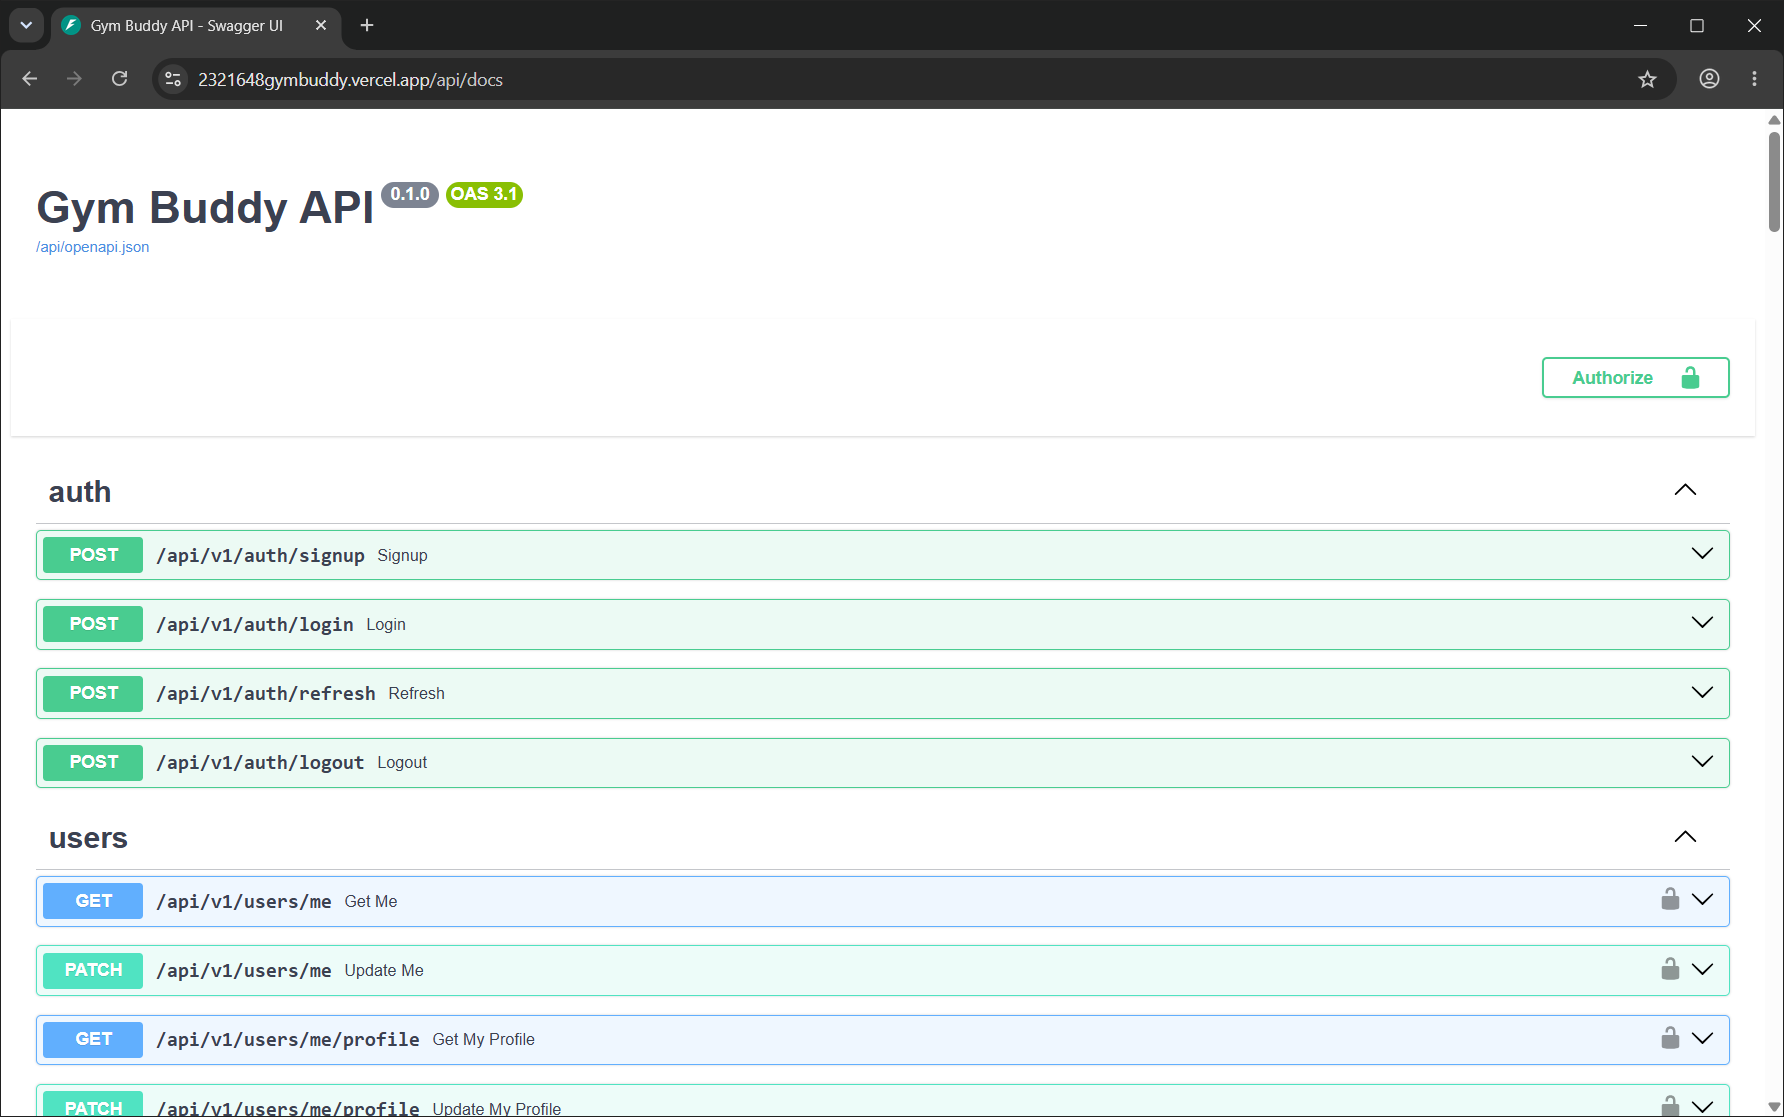 Gym Buddy API - Swagger UI
2321648gymbuddy.vercel.app/api/docs
Gym Buddy API 0.1.0 OAS 3.1
/api/openapi.json
Authorize
auth
POST /api/v1/auth/signup Signup
POST /api/v1/auth/login Login
POST /api/v1/auth/refresh Refresh
POST /api/v1/auth/logout Logout
users
GET /api/v1/users/me Get Me
PATCH /api/v1/users/me Update Me
GET /api/v1/users/me/profile Get My Profile
PATCH /api/v1/users/me/profile Update My Profile